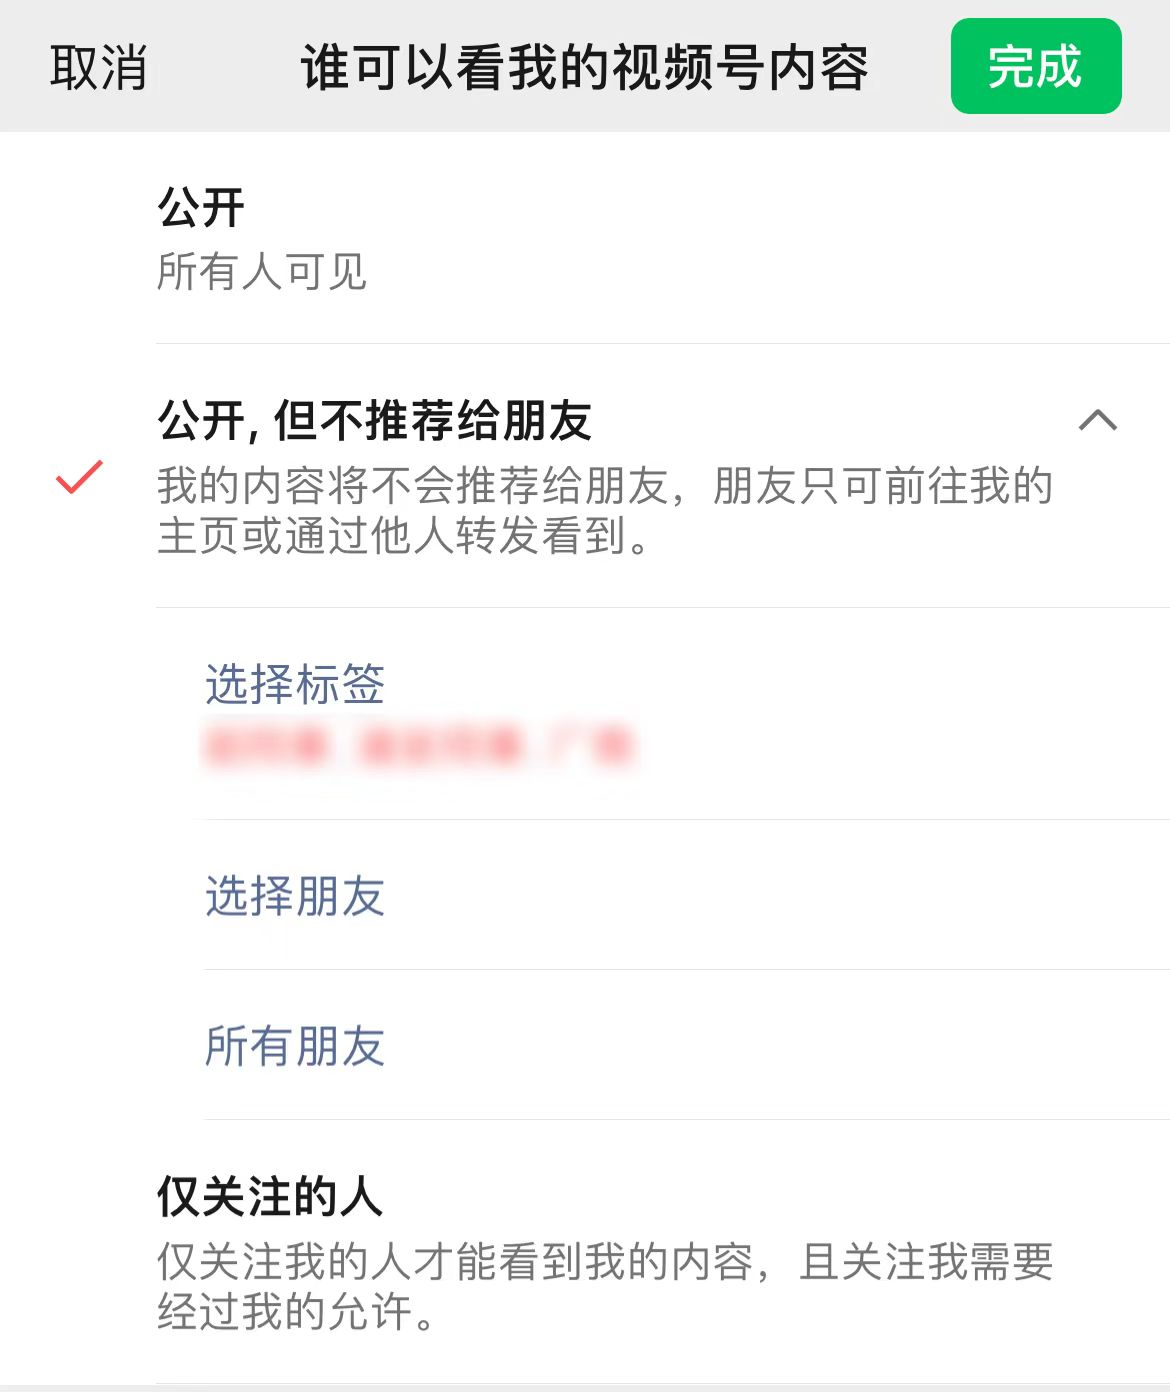 取消
谁可以看我的视频号内容
完成
公开
所有人可见
公开, 但不推荐给朋友
我的内容将不会推荐给朋友，朋友只可前往我的
主页或通过他人转发看到。
选择标签
选择朋友
所有朋友
仅关注的人
仅关注我的人才能看到我的内容，且关注我需要
经过我的允许。